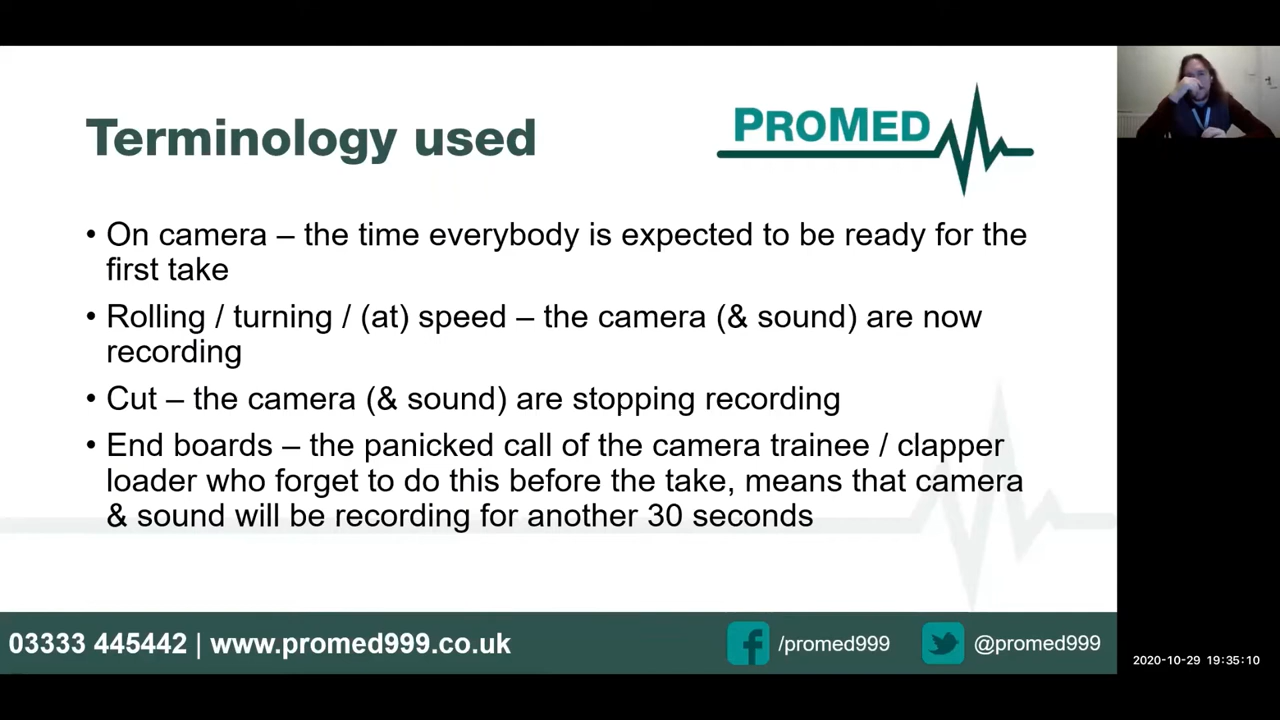 Terminology used
PROMED
• On camera – the time everybody is expected to be ready for the
first take
• Rolling / turning / (at) speed – the camera (& sound) are now
recording
• Cut – the camera (& sound) are stopping recording
• End boards – the panicked call of the camera trainee / clapper
loader who forget to do this before the take, means that camera
& sound will be recording for another 30 seconds
03333 445442 | www.promed999.co.uk
/promed999
@promed999
2020-10-29 19:35:10